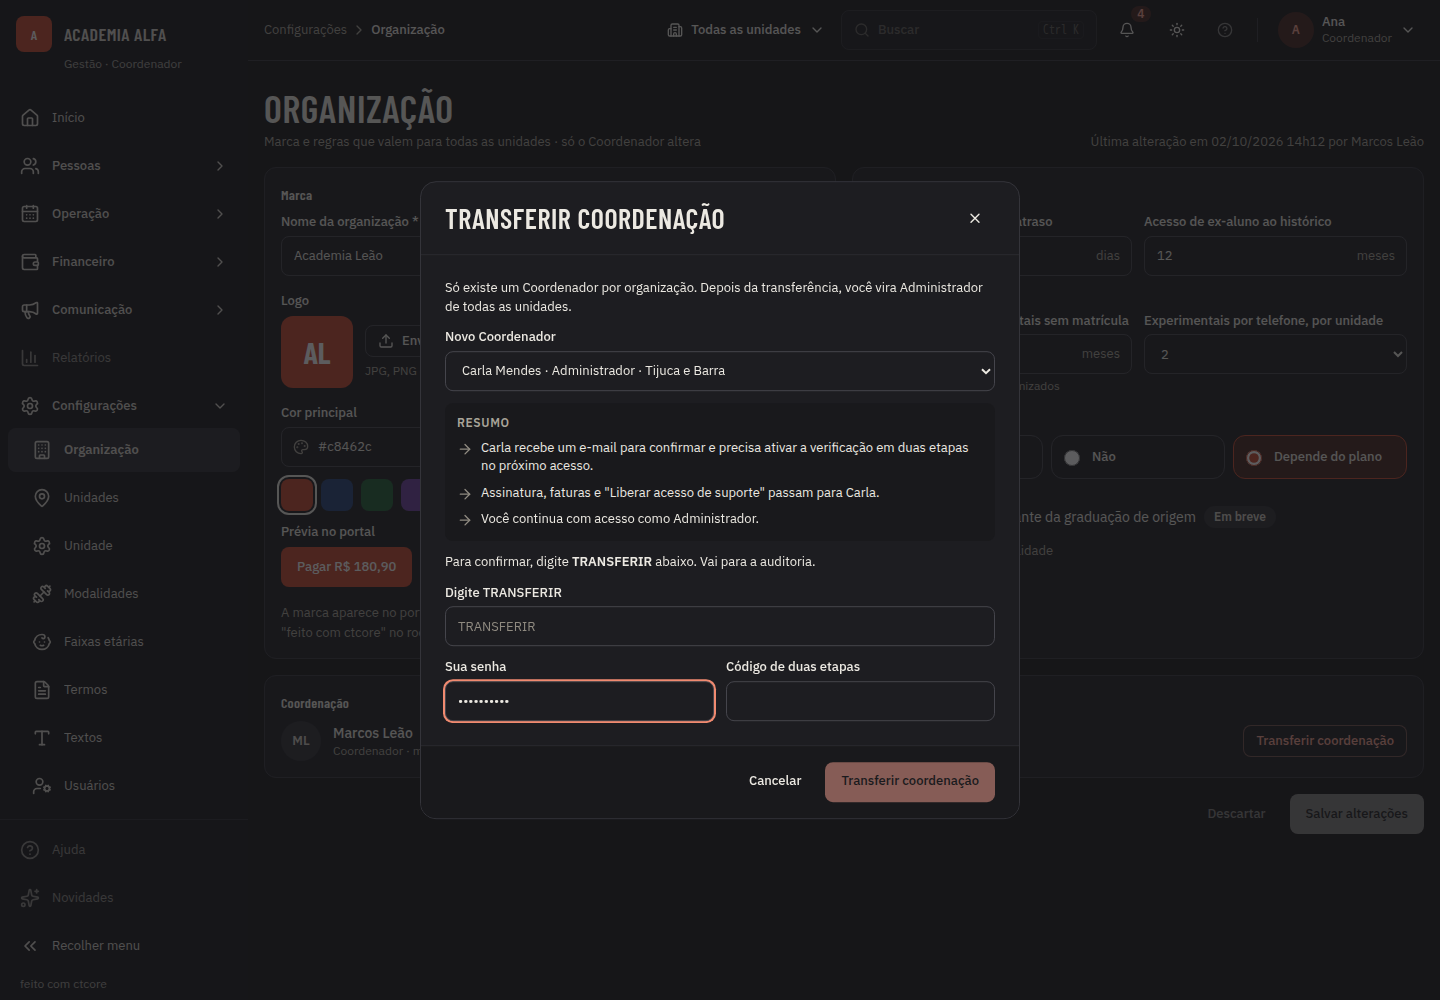 A
ACADEMIA ALFA
Gestão · Coordenador
Início
Pessoas
Operação
Financeiro
Comunicação
Relatórios
Configurações
Organização
Unidades
Unidade
Modalidades
Faixas etárias
Termos
Textos
Usuários
Ajuda
Novidades
Recolher menu
feito com ctcore
Configurações
Organização
Todas as unidades
Buscar
Ctrl K
4
A
Ana
Coordenador
ORGANIZAÇÃO
Marca e regras que valem para todas as unidades · só o Coordenador altera
Última alteração em 02/10/2026 14h12 por Marcos Leão
Marca
Nome da organização *
Academia Leão
Logo
AL
JPG, PNG
Cor principal
#c8462c
Prévia no portal
Pagar R$ 180,90
A marca aparece no
"feito com ctcore" no
dias
Acesso de ex-aluno ao histórico
12
meses
sem matrícula
meses
Experimentais por telefone, por unidade
2
Não
Depende do plano
da graduação de origem
Em breve
Coordenação
ML
Marcos Leão
Coordenador ·
Transferir coordenação
Descartar
Salvar alterações
TRANSFERIR COORDENAÇÃO
Só existe um Coordenador por organização. Depois da transferência, você vira Administrador
de todas as unidades.
Novo Coordenador
Carla Mendes · Administrador · Tijuca e Barra
RESUMO
Carla recebe um e-mail para confirmar e precisa ativar a verificação em duas etapas
no próximo acesso.
Assinatura, faturas e "Liberar acesso de suporte" passam para Carla.
Você continua com acesso como Administrador.
Para confirmar, digite TRANSFERIR abaixo. Vai para a auditoria.
Digite TRANSFERIR
TRANSFERIR
Sua senha
••••••••••
Código de duas etapas
Cancelar
Transferir coordenação